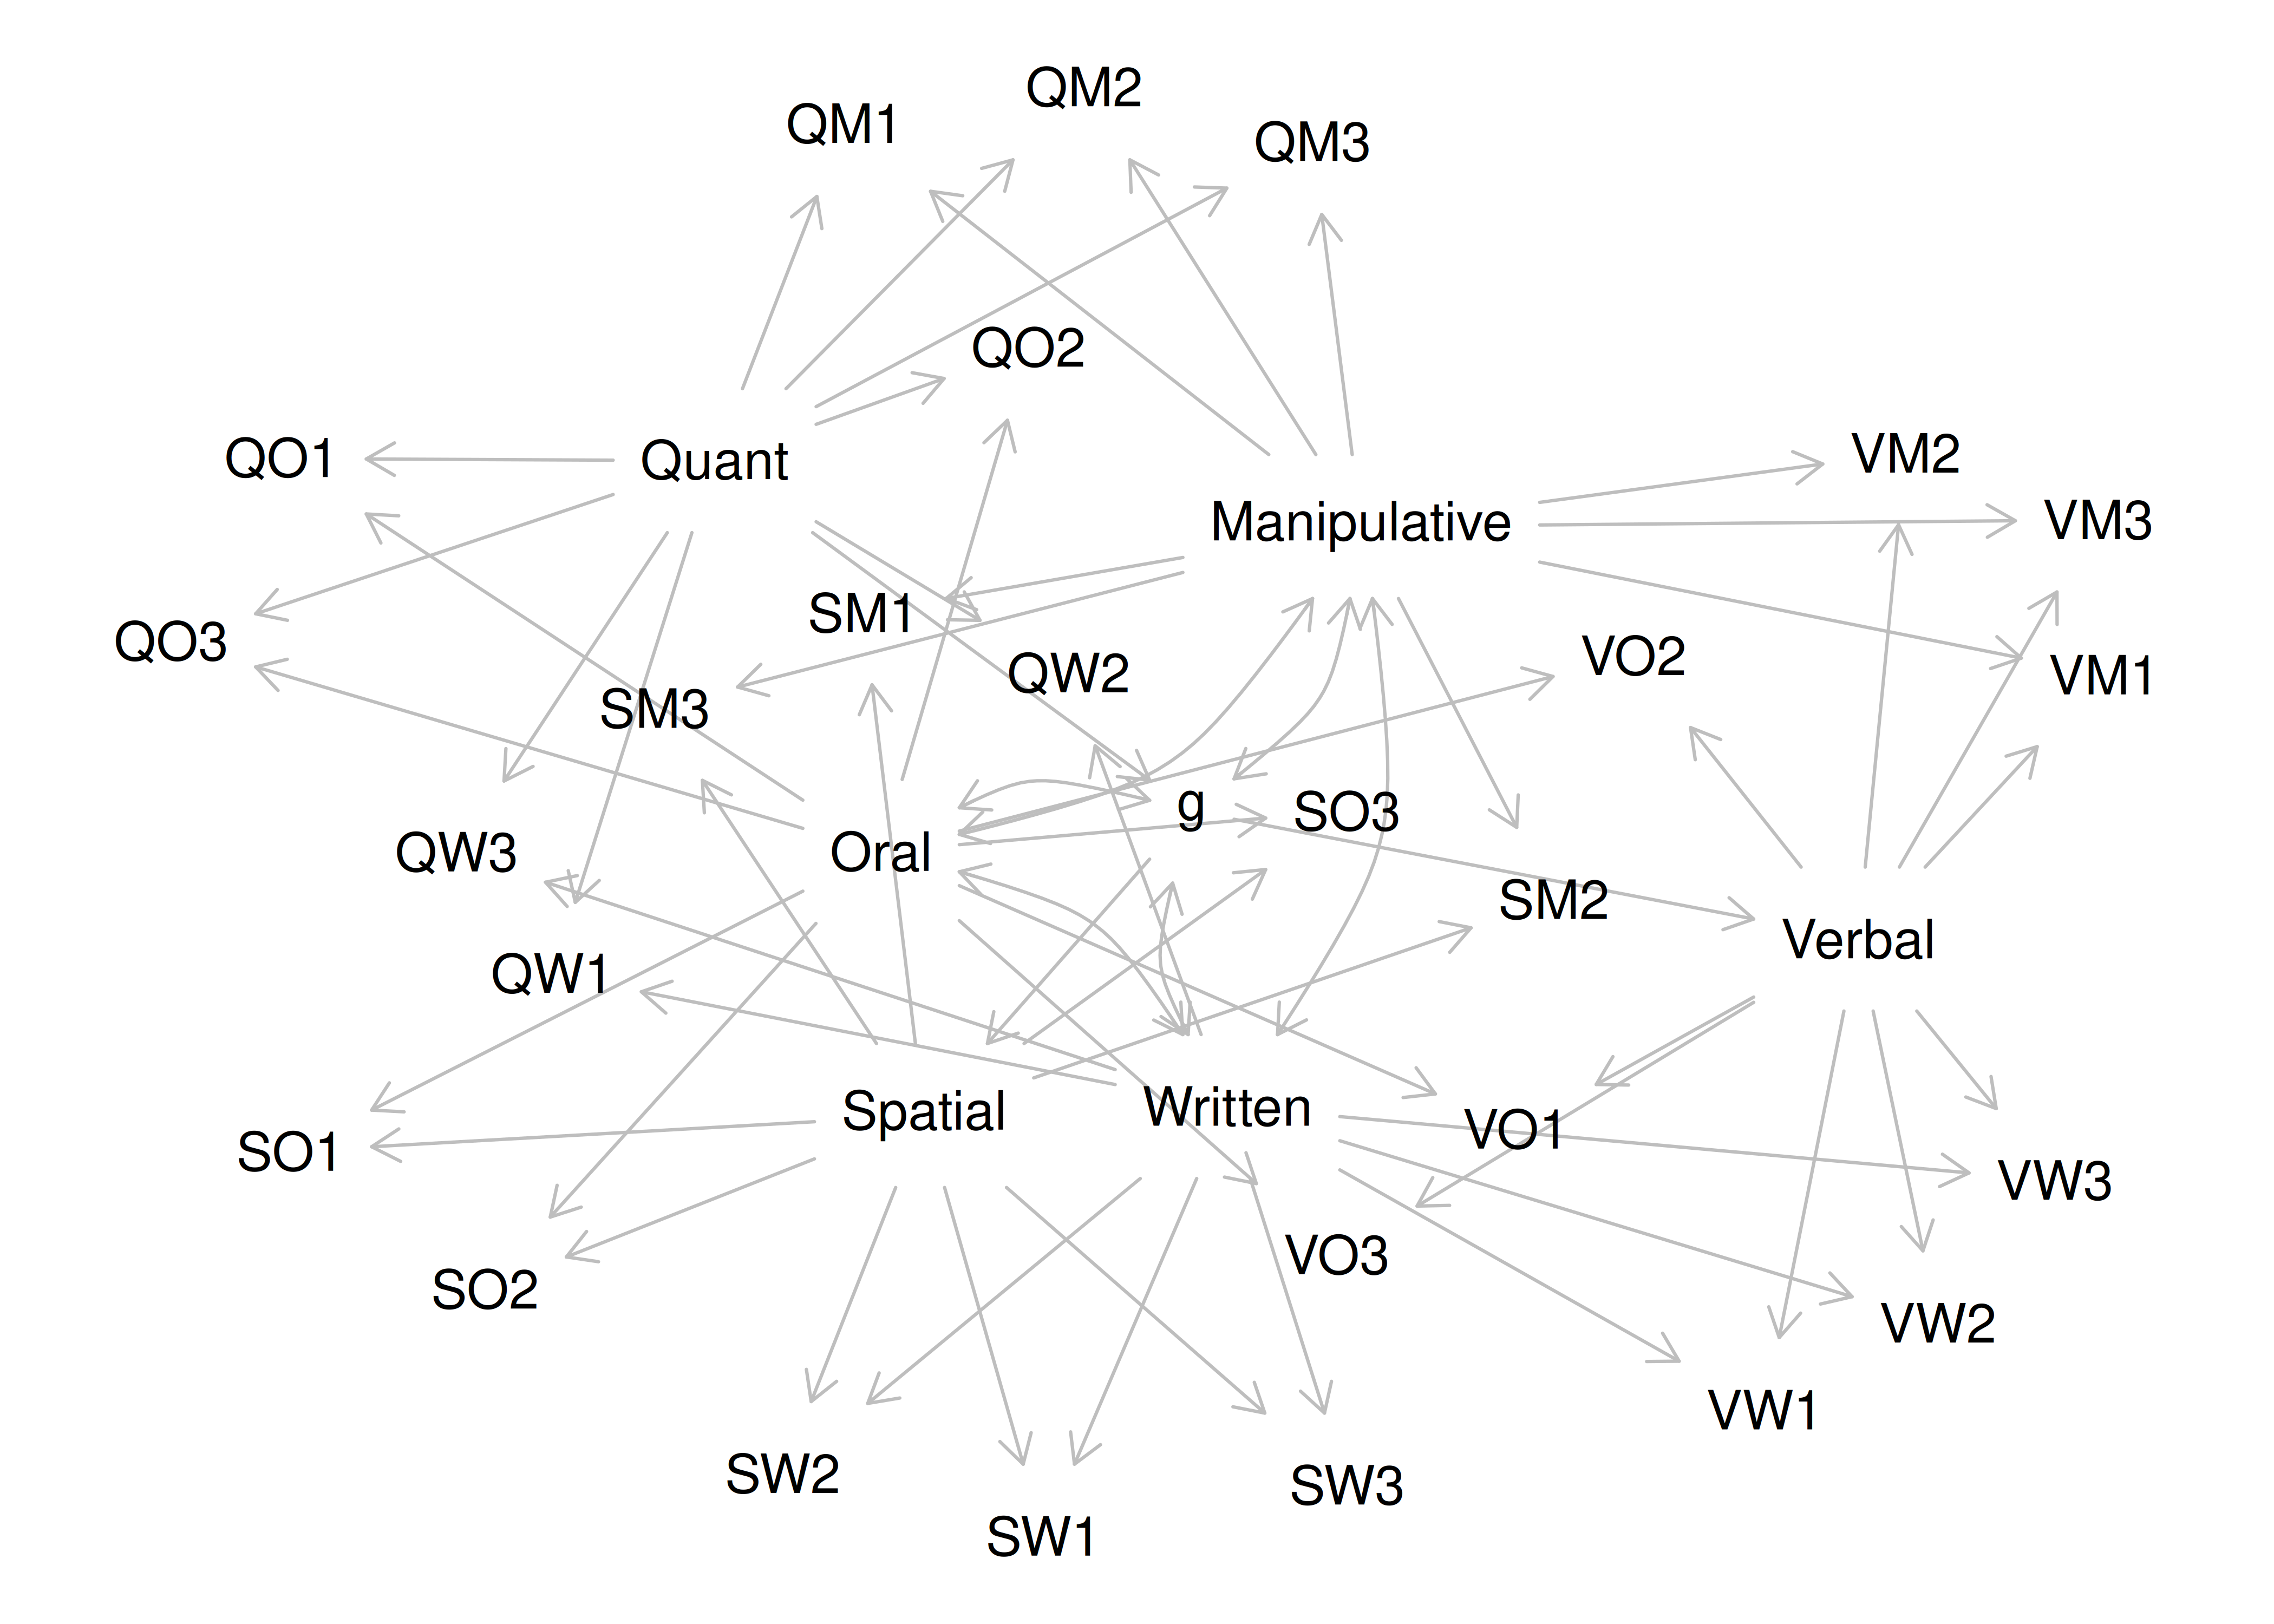 QM2
QM1
QM3
QO2
QO1
Quant
VM2
Manipulative
VM3
SM1
QO3
VO2
QW2
VM1
SM3
g
SO3
QW3
Oral
SM2
Verbal
QW1
Spatial
Written
VO1
SO1
VW3
VO3
SO2
VW2
VW1
SW2
SW3
SW1